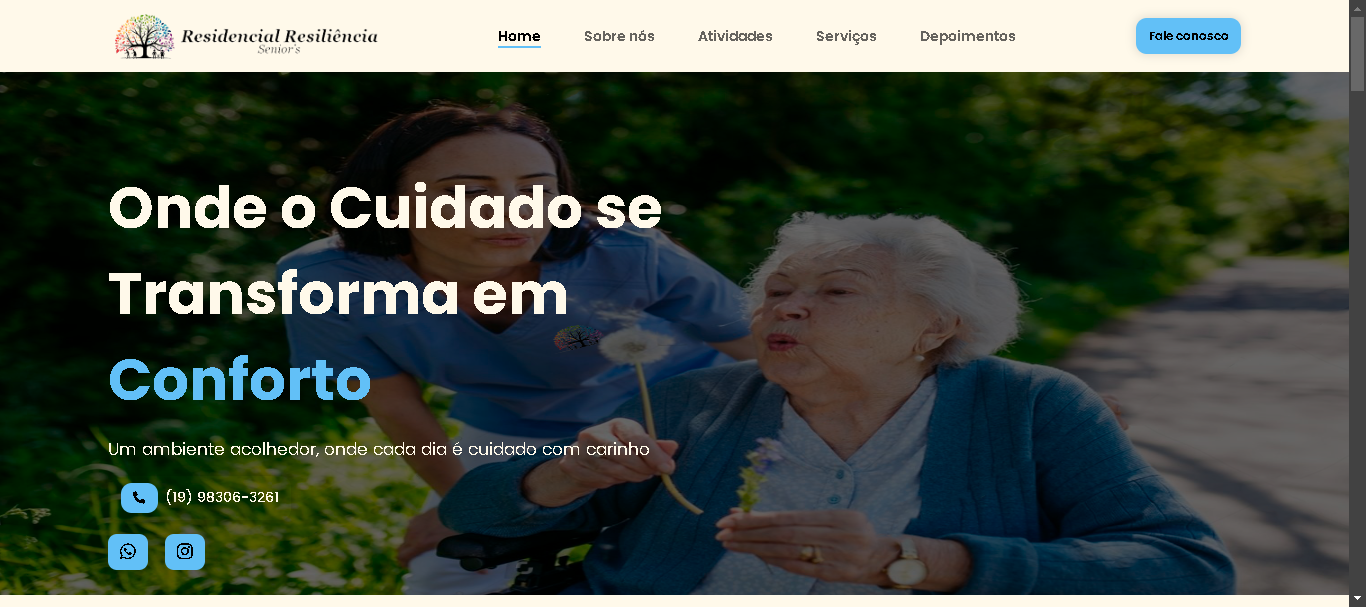 Residencial Resiliência
Senior's
Home
Sobre nós
Atividades
Serviços
Depoimentos
Fale conosco
Onde o Cuidado se
Transforma em
Conforto
Um ambiente acolhedor, onde cada dia é cuidado com carinho
(19) 98306-3261